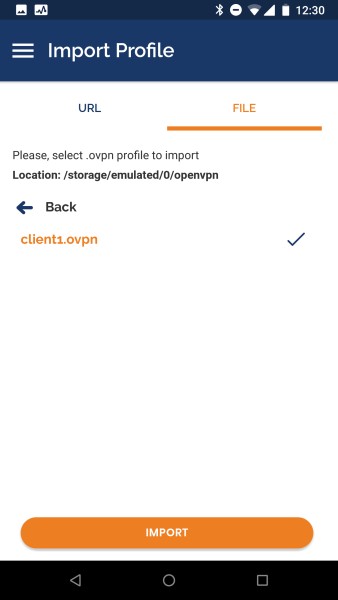 12:30
Import Profile
URL
FILE
Please, select .ovpn profile to import
Location: /storage/emulated/0/openvpn
Back
client1.ovpn
IMPORT